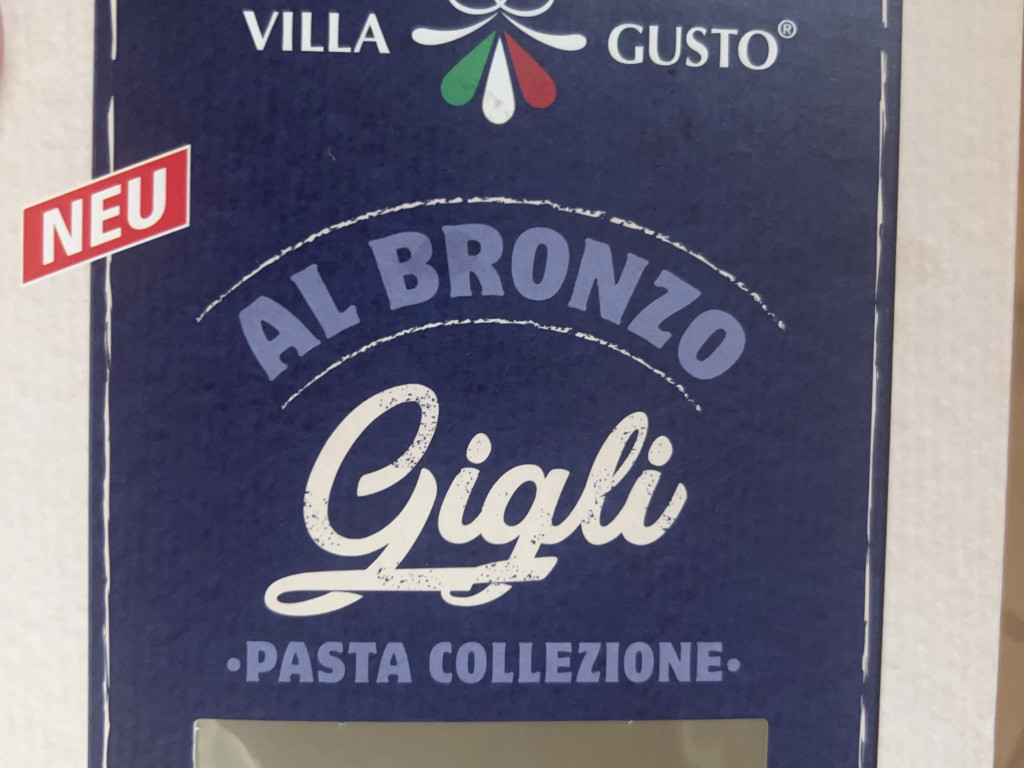 VILLA GUSTO®
NEU
AL BRONZO
Gigli
•PASTA COLLEZIONE•